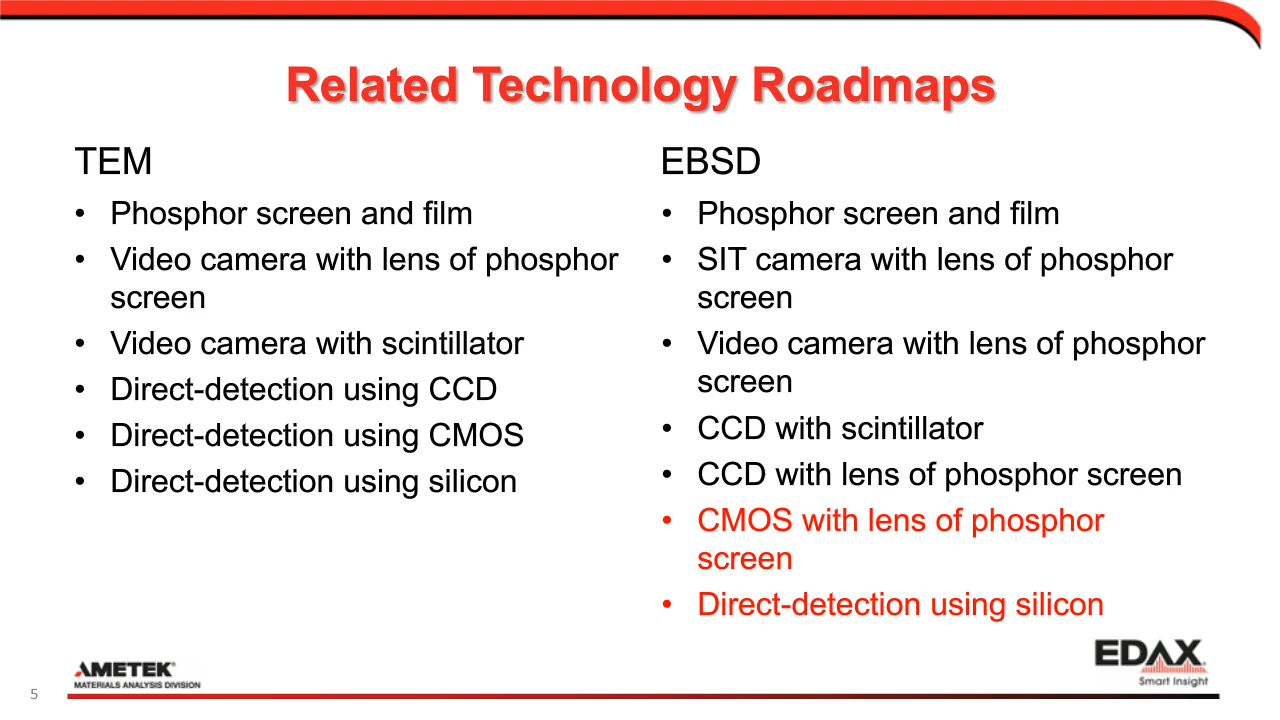 Related Technology Roadmaps
TEM
• Phosphor screen and film
• Video camera with lens of phosphor
screen
• Video camera with scintillator
• Direct-detection using CCD
• Direct-detection using CMOS
• Direct-detection using silicon
EBSD
• Phosphor screen and film
• SIT camera with lens of phosphor
screen
• Video camera with lens of phosphor
screen
• CCD with scintillator
• CCD with lens of phosphor screen
• CMOS with lens of phosphor
screen
• Direct-detection using silicon
5
AMETEK®
MATERIALS ANALYSIS DIVISION
EDAX
Smart Insight